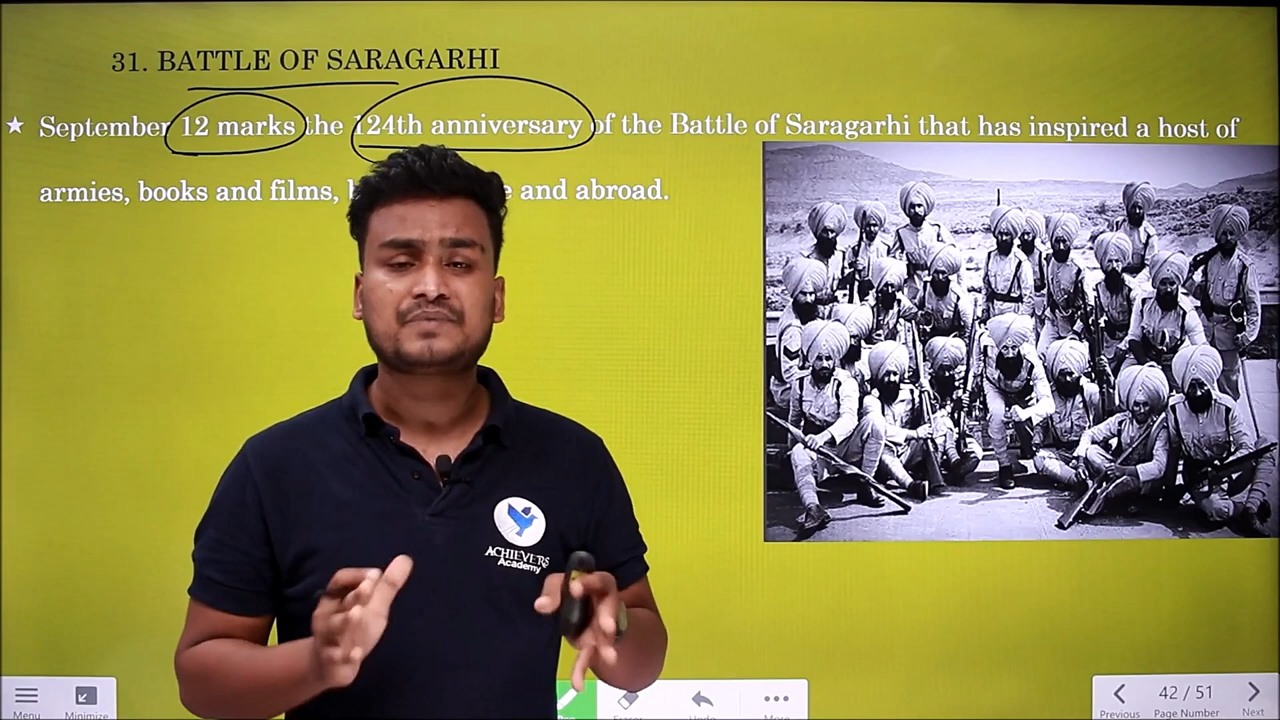 31. BATTLE OF SARAGARHI
★ September 12 marks the 124th anniversary of the Battle of Saragarhi that has inspired a host of
armies, books and films, e and abroad.
ACHIEVERS
Academy
Menu
Minimize
Eraser
Undo
More
Previous
42 / 51
Page Number
Next